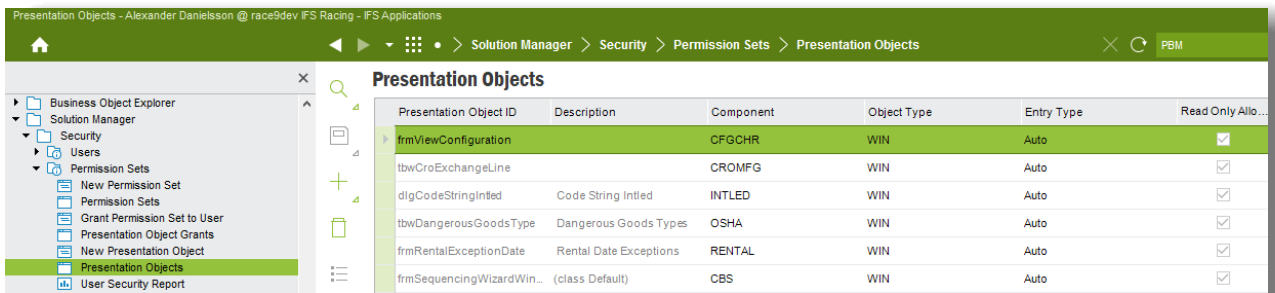 Presentation Objects - Alexander Danielsson @ race9dev IFS Racing - IFS Applications
Solution Manager > Security > Permission Sets > Presentation Objects
PBM
Business Object Explorer
Solution Manager
Security
Users
Permission Sets
New Permission Set
Permission Sets
Grant Permission Set to User
Presentation Object Grants
New Presentation Object
Presentation Objects
User Security Report
Presentation Objects
Presentation Object ID Description Component Object Type Entry Type Read Only Allo...
frmViewConfiguration CFGCHR WIN Auto
tbwCroExchangeLine CROMFG WIN Auto
dlgCodeStringIntled Code String Intled INTLED WIN Auto
tbwDangerousGoodsType Dangerous Goods Types OSHA WIN Auto
frmRentalExceptionDate Rental Date Exceptions RENTAL WIN Auto
frmSequencingWizardWin... (class Default) CBS WIN Auto